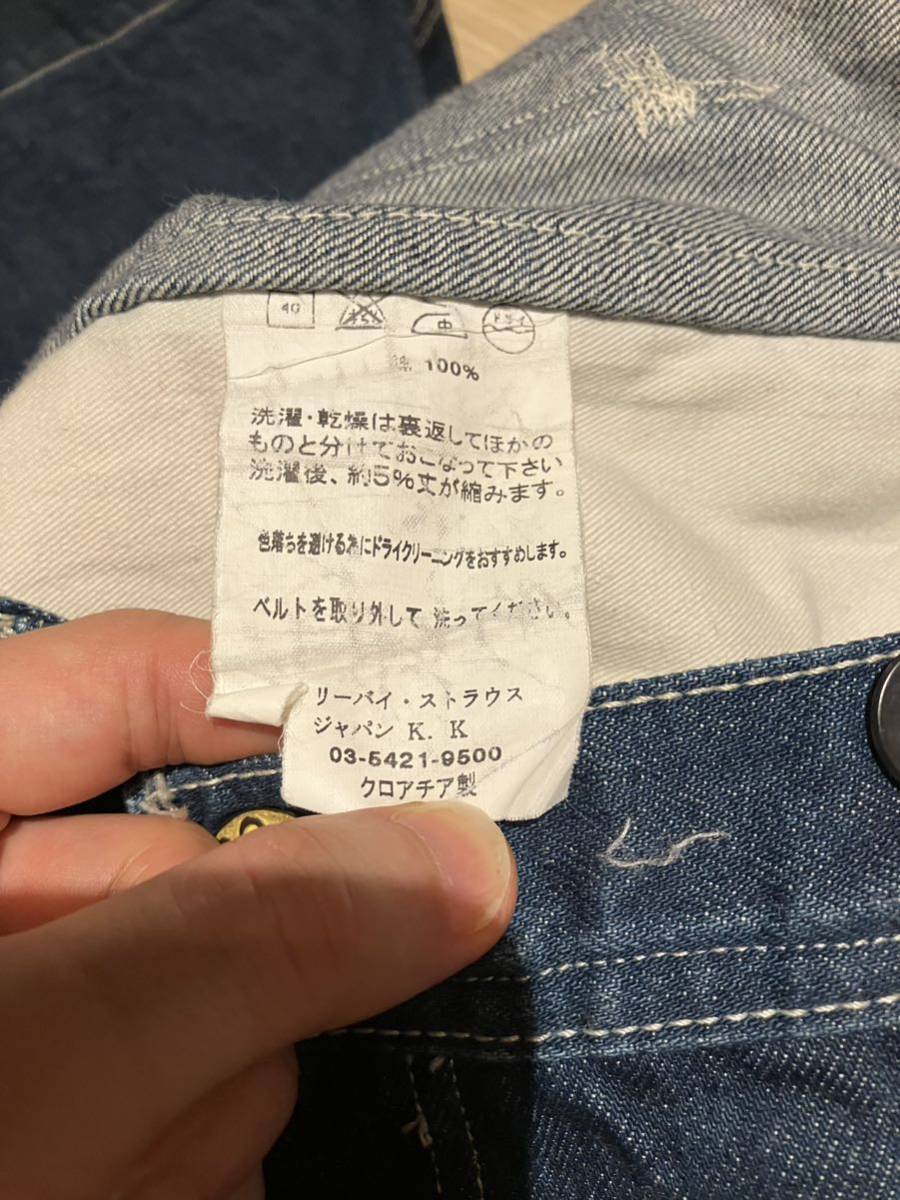 40 中 ドライ
綿 100%
洗濯・乾燥は裏返してほかの
ものと分けておこなって下さい
洗濯後、約5%丈が縮みます。
色落ちを避ける為にドライクリーニングをおすすめします。
ベルトを取り外して 洗ってください。
リーバイ・ストラウス
ジャパン K. K
03-5421-9500
クロアチア製